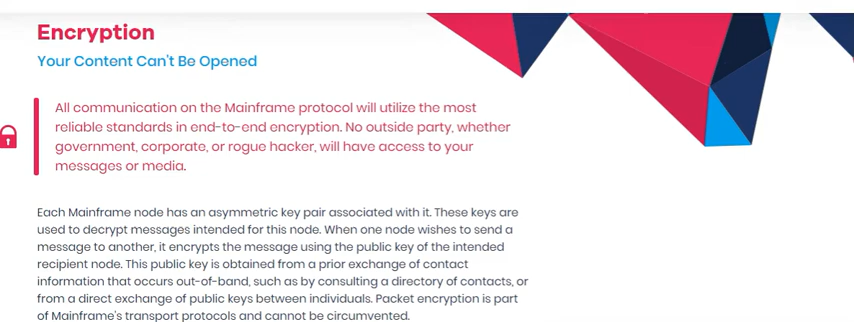 Encryption
Your Content Can't Be Opened
All communication on the Mainframe protocol will utilize the most
reliable standards in end-to-end encryption. No outside party, whether
government, corporate, or rogue hacker, will have access to your
messages or media.
Each Mainframe node has an asymmetric key pair associated with it. These keys are
used to decrypt messages intended for this node. When one node wishes to send a
message to another, it encrypts the message using the public key of the intended
recipient node. This public key is obtained from a prior exchange of contact
information that occurs out-of-band, such as by consulting a directory of contacts, or
from a direct exchange of public keys between individuals. Packet encryption is part
of Mainframe's transport protocols and cannot be circumvented.